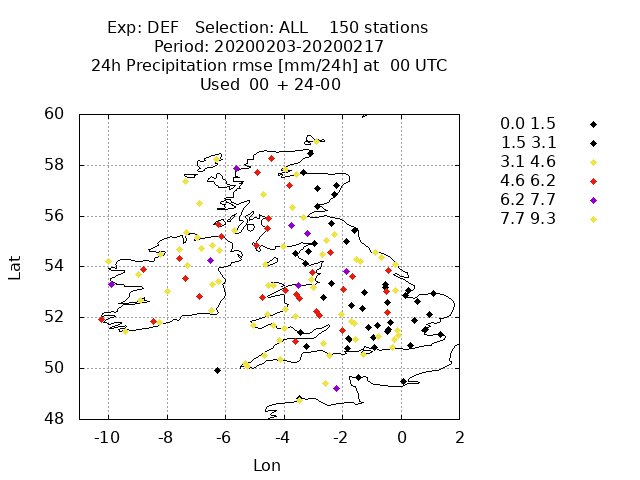 Exp: DEF Selection: ALL 150 stations
Period: 20200203-20200217
24h Precipitation rmse [mm/24h] at 00 UTC
Used 00 + 24-00
60
58
56
54
52
50
48
-10 -8 -6 -4 -2 0 2
Lat
Lon
0.0 1.5
1.5 3.1
3.1 4.6
4.6 6.2
6.2 7.7
7.7 9.3